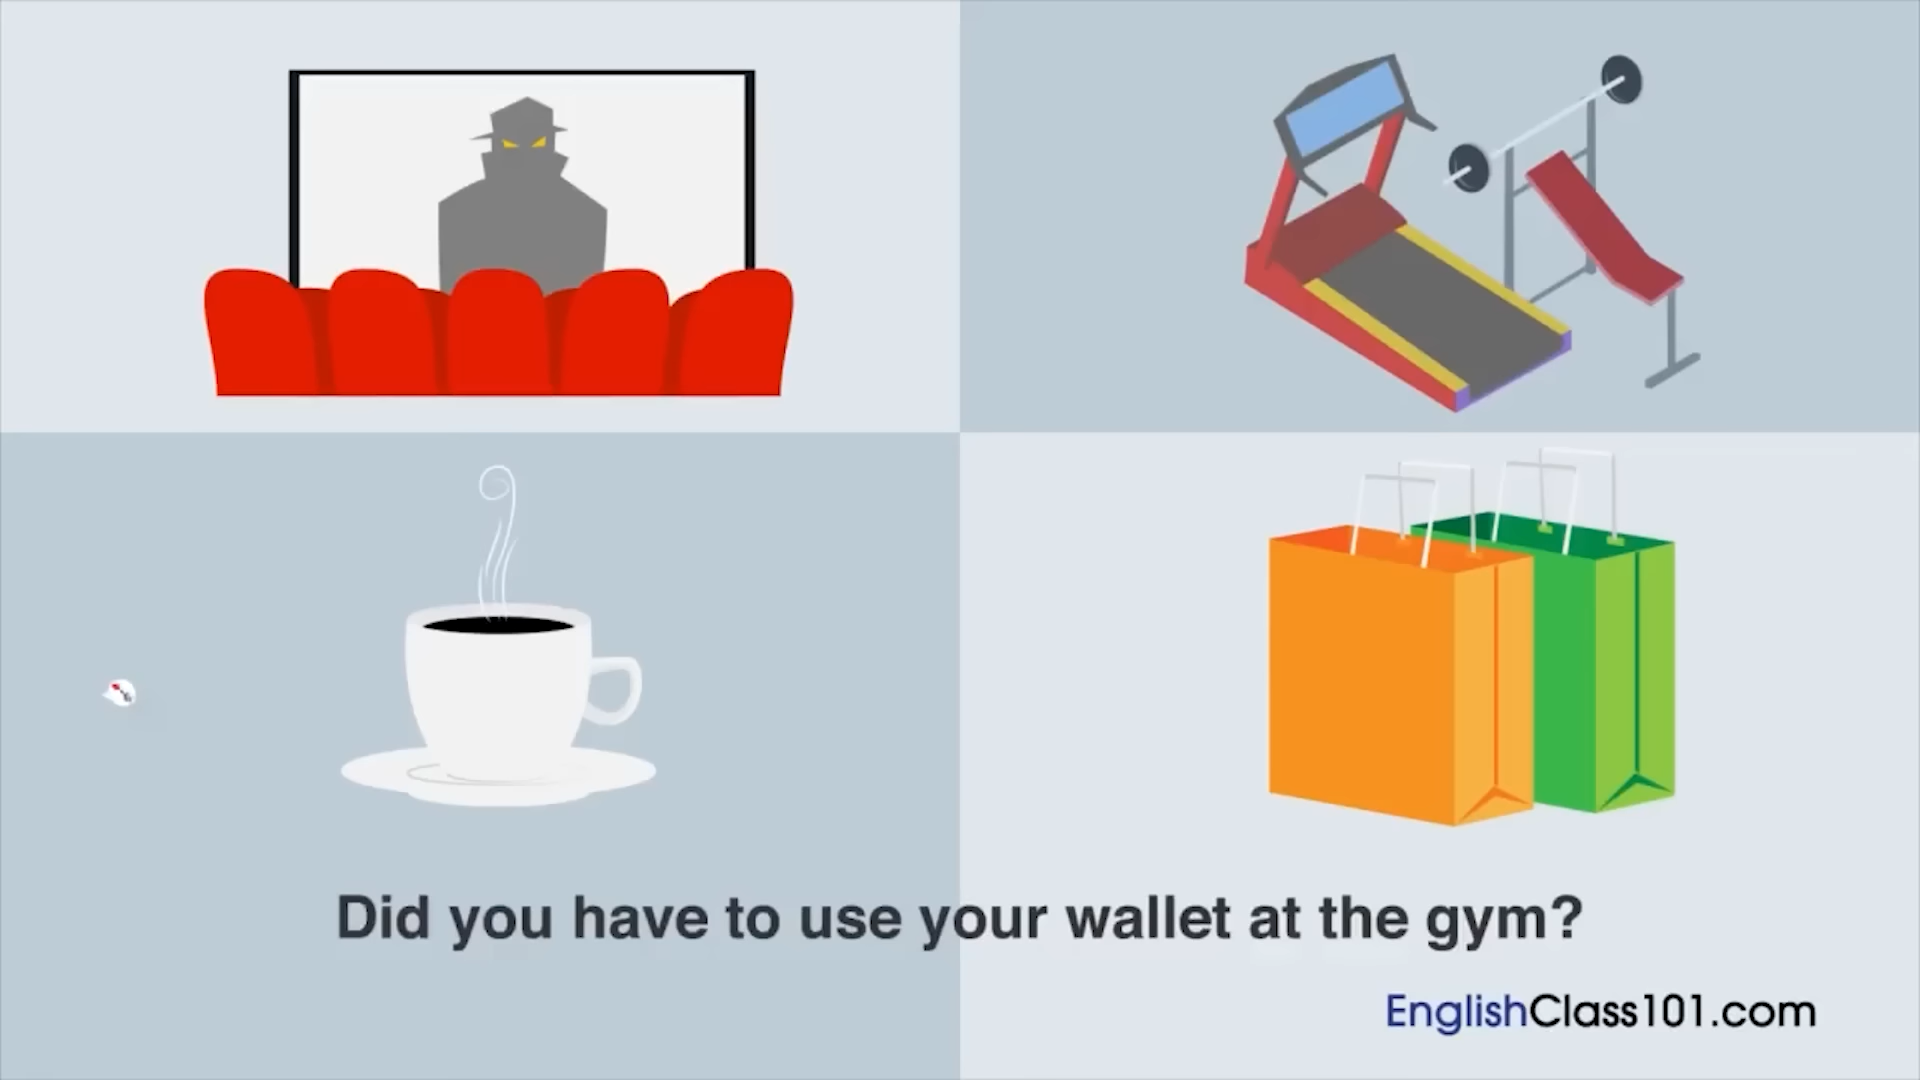 Did you have to use your wallet at the gym?
EnglishClass101.com